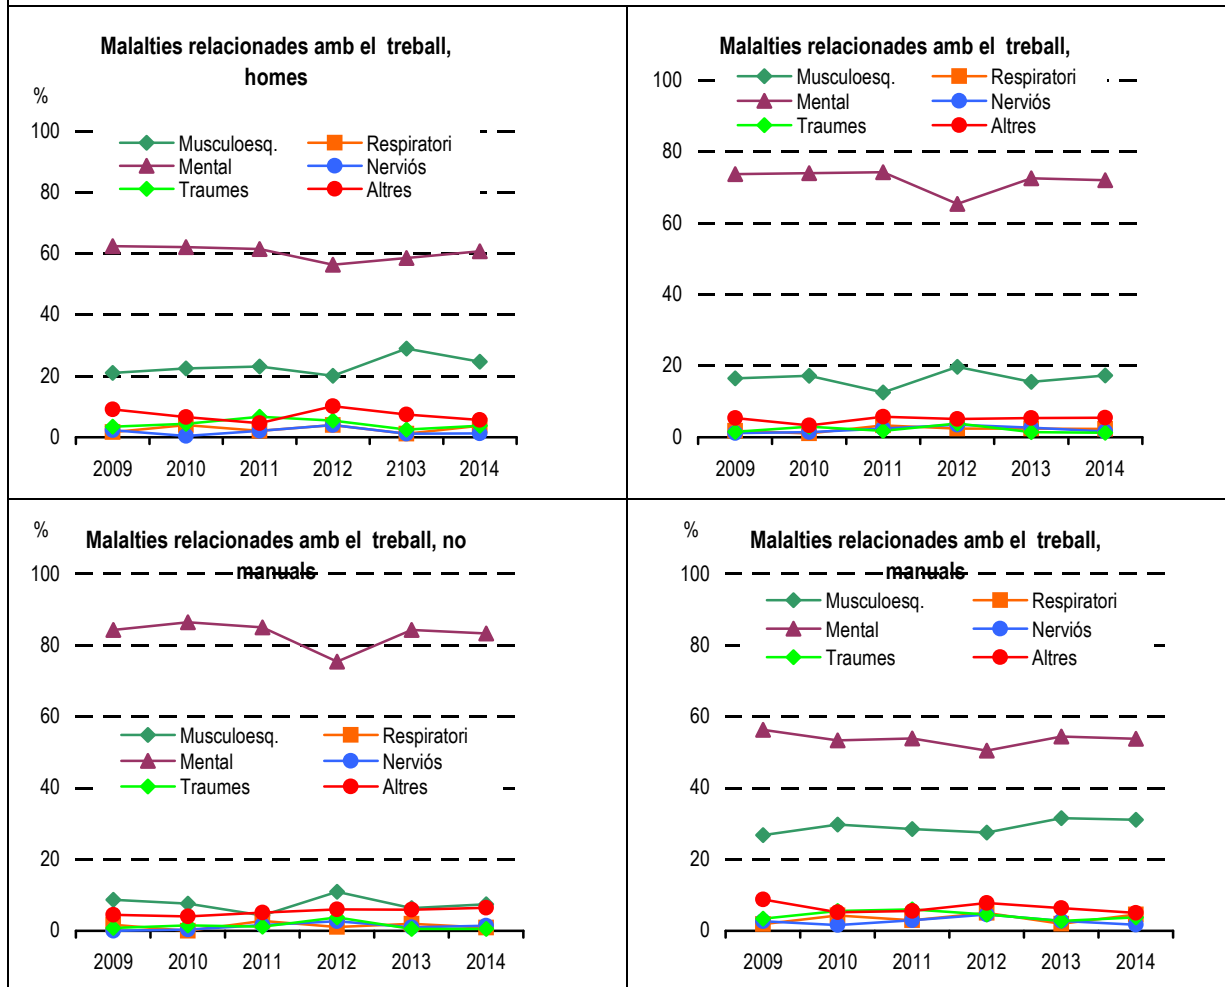 Malalties relacionades amb el treball,
homes
%
100
80
60
40
20
0
Musculoesq.
Respiratori
Mental
Nerviós
Traumes
Altres
2009
2010
2011
2012
2103
2014
Malalties relacionades amb el treball,
100
80
60
40
20
0
Musculoesq.
Respiratori
Mental
Nerviós
Traumes
Altres
2009
2010
2011
2012
2013
2014
%
Malalties relacionades amb el treball, no
manuals
100
80
60
40
20
0
Musculoesq.
Respiratori
Mental
Nerviós
Traumes
Altres
2009
2010
2011
2012
2013
2014
%
Malalties relacionades amb el treball,
manuals
100
80
60
40
20
0
Musculoesq.
Respiratori
Mental
Nerviós
Traumes
Altres
2009
2010
2011
2012
2013
2014